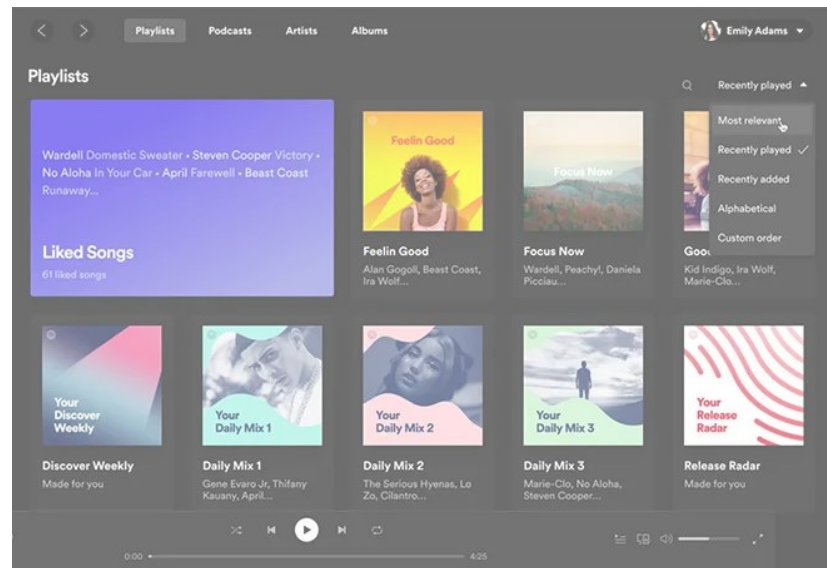 Playlists
Podcasts
Artists
Albums
Emily Adams
Playlists
Recently played
Most relevant
Recently played
Recently added
Alphabetical
Custom order
Wardell Domestic Sweater • Steven Cooper Victory •
No Aloha In Your Car • April Farewell • Beast Coast
Runaway...
Liked Songs
61 liked songs
Feelin Good
Feelin Good
Alan Gogoll, Beast Coast,
Ira Wolf...
Focus Now
Focus Now
Wardell, Peachy!, Daniela
Picciau...
Kid Indigo, Ira Wolf,
Marie-Clo...
Your
Discover
Weekly
Discover Weekly
Made for you
Your
Daily Mix 1
Daily Mix 1
Gene Evaro Jr, Thifany
Kauany, April...
Your
Daily Mix 2
Daily Mix 2
The Serious Hyenas, Lo
Zo, Cilantro...
Your
Daily Mix 3
Daily Mix 3
Marie-Clo, No Aloha,
Steven Cooper...
Your
Release
Radar
Release Radar
Made for you
0:00
4:25